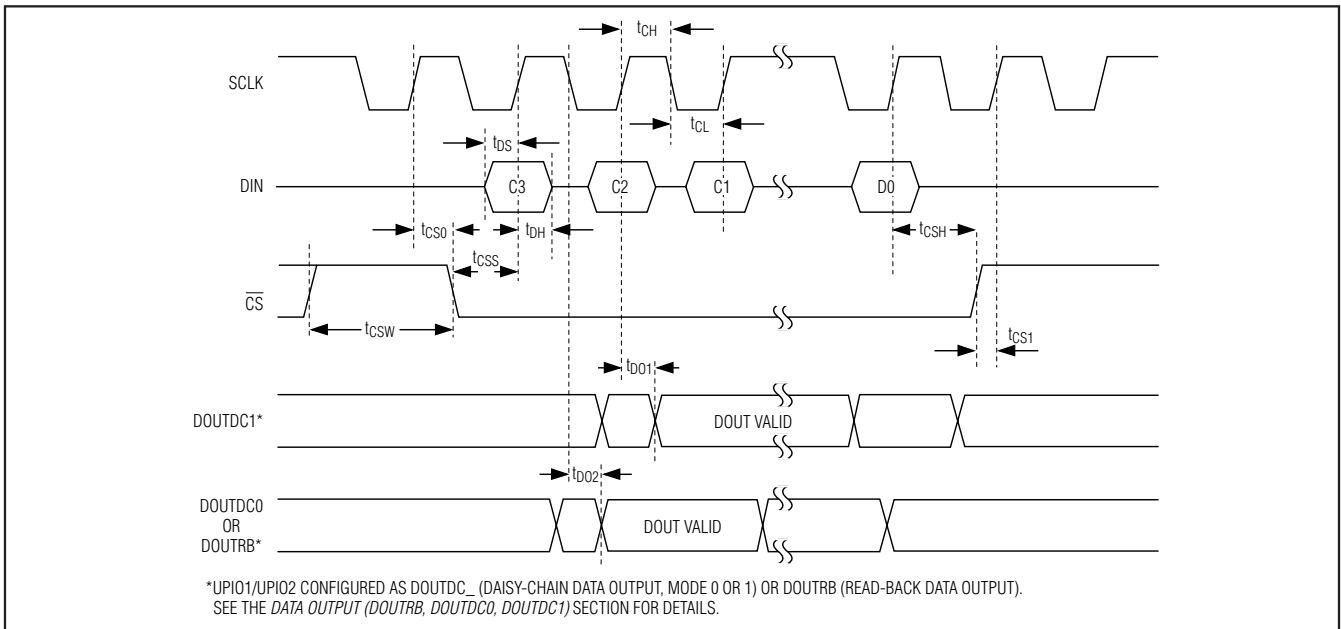 tCH
SCLK
tCL
tDS
DIN
C3
C2
C1
D0
tCS0
tDH
tCSH
tCSS
CS
tCSW
tCS1
tDO1
DOUTDC1*
DOUT VALID
tDO2
DOUTDC0
OR
DOUTRB*
DOUT VALID
*UPIO1/UPIO2 CONFIGURED AS DOUTDC_ (DAISY-CHAIN DATA OUTPUT, MODE 0 OR 1) OR DOUTRB (READ-BACK DATA OUTPUT).
SEE THE DATA OUTPUT (DOUTRB, DOUTDC0, DOUTDC1) SECTION FOR DETAILS.